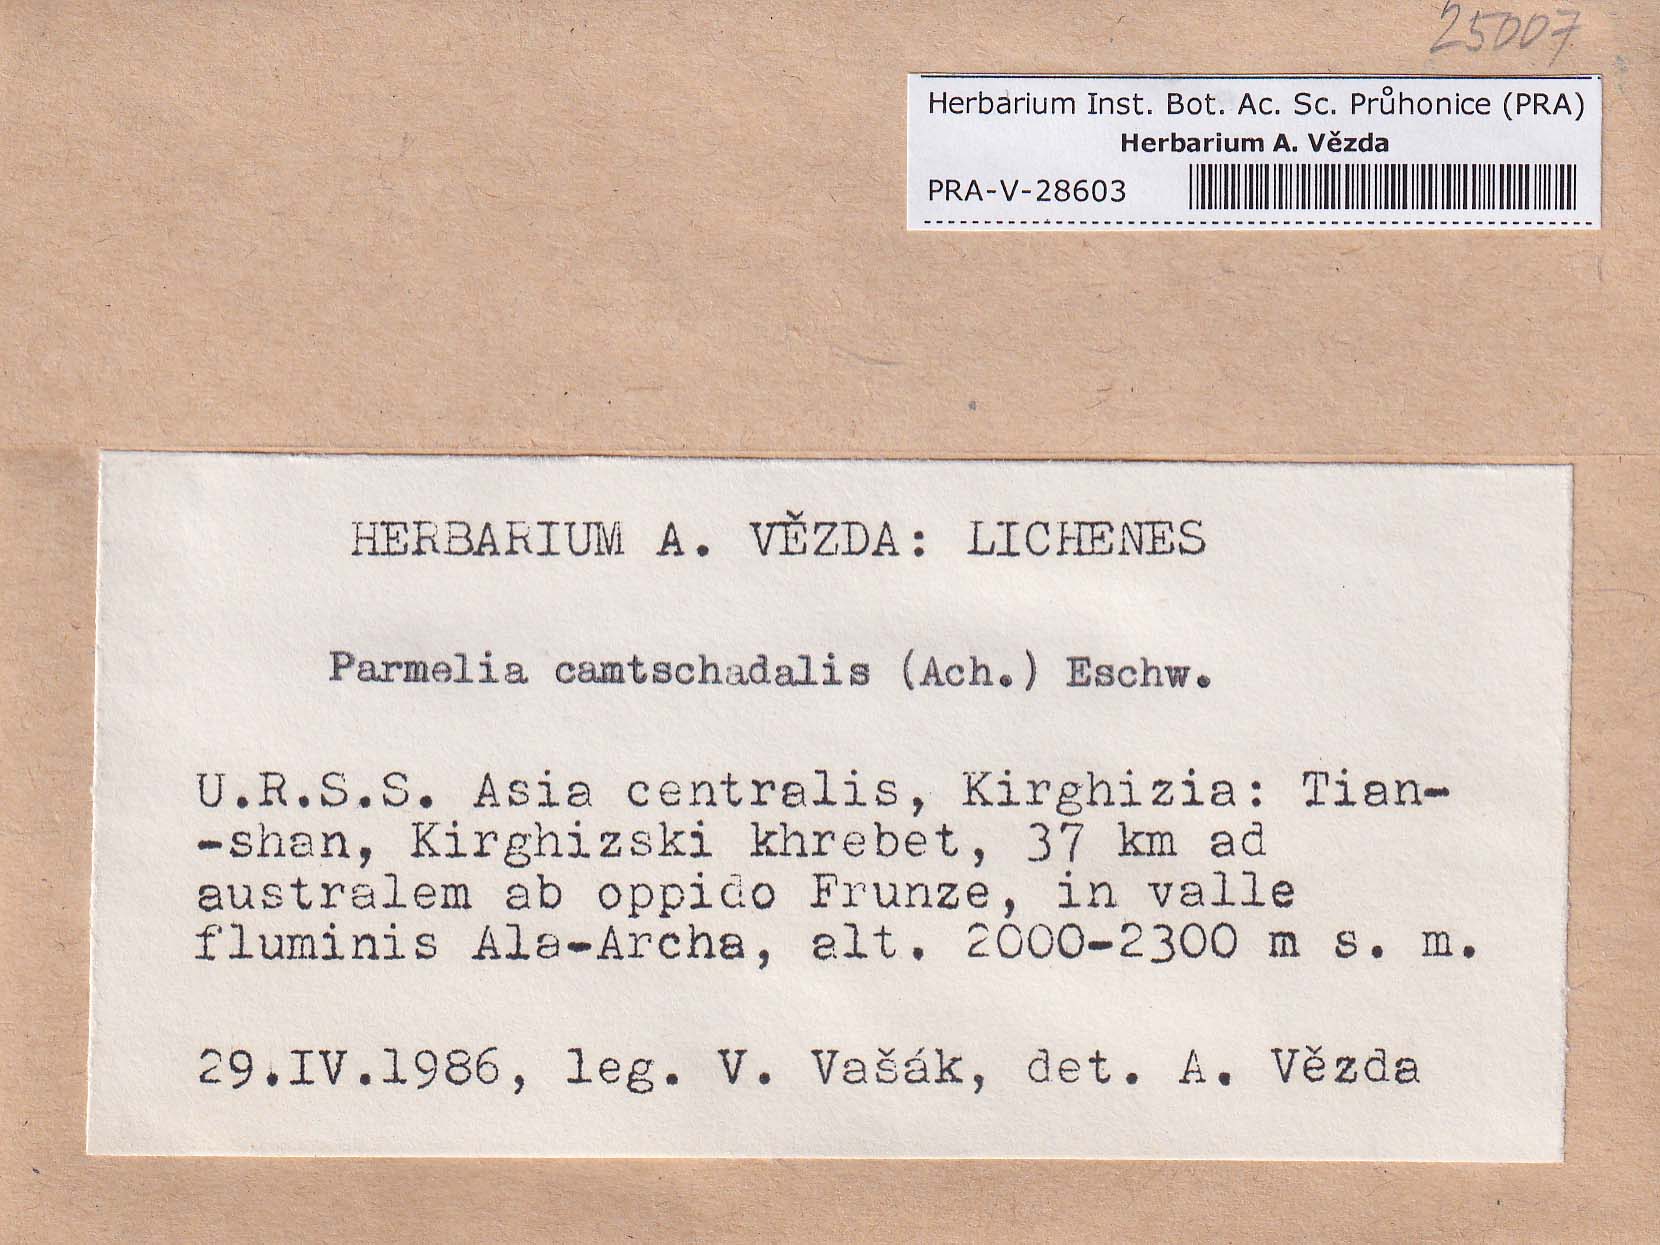 25007
Herbarium Inst. Bot. Ac. Sc. Průhonice (PRA)
Herbarium A. Vězda
PRA-V-28603
HERBARIUM A. VĚZDA: LICHENES
Parmelia camtschadalis (Ach.) Eschw.
U.R.S.S. Asia centralis, Kirghizia: Tian-
-shan, Kirghizski khrebet, 37 km ad
australem ab oppido Frunze, in valle
fluminis Ala-Archa, alt. 2000-2300 m s. m.
29.IV.1986, leg. V. Vašák, det. A. Vězda